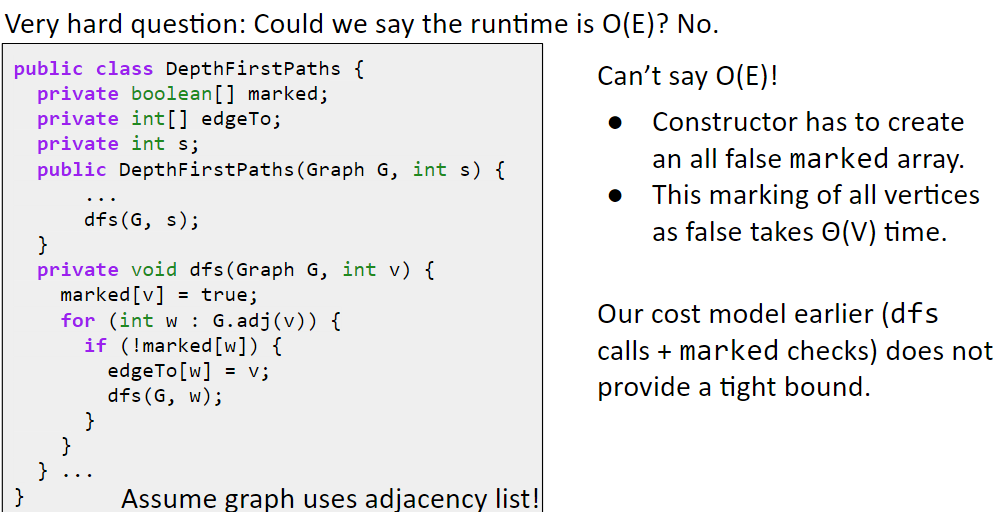 Very hard question: Could we say the runtime is O(E)? No.
public class DepthFirstPaths {
  private boolean[] marked;
  private int[] edgeTo;
  private int s;
  public DepthFirstPaths(Graph G, int s) {
      ...
      dfs(G, s);
  }
  private void dfs(Graph G, int v) {
    marked[v] = true;
    for (int w : G.adj(v)) {
      if (!marked[w]) {
        edgeTo[w] = v;
        dfs(G, w);
      }
    }
  } ...
}
Assume graph uses adjacency list!
Can’t say O(E)!
● Constructor has to create
an all false marked array.
● This marking of all vertices
as false takes Θ(V) time.
Our cost model earlier (dfs
calls + marked checks) does not
provide a tight bound.